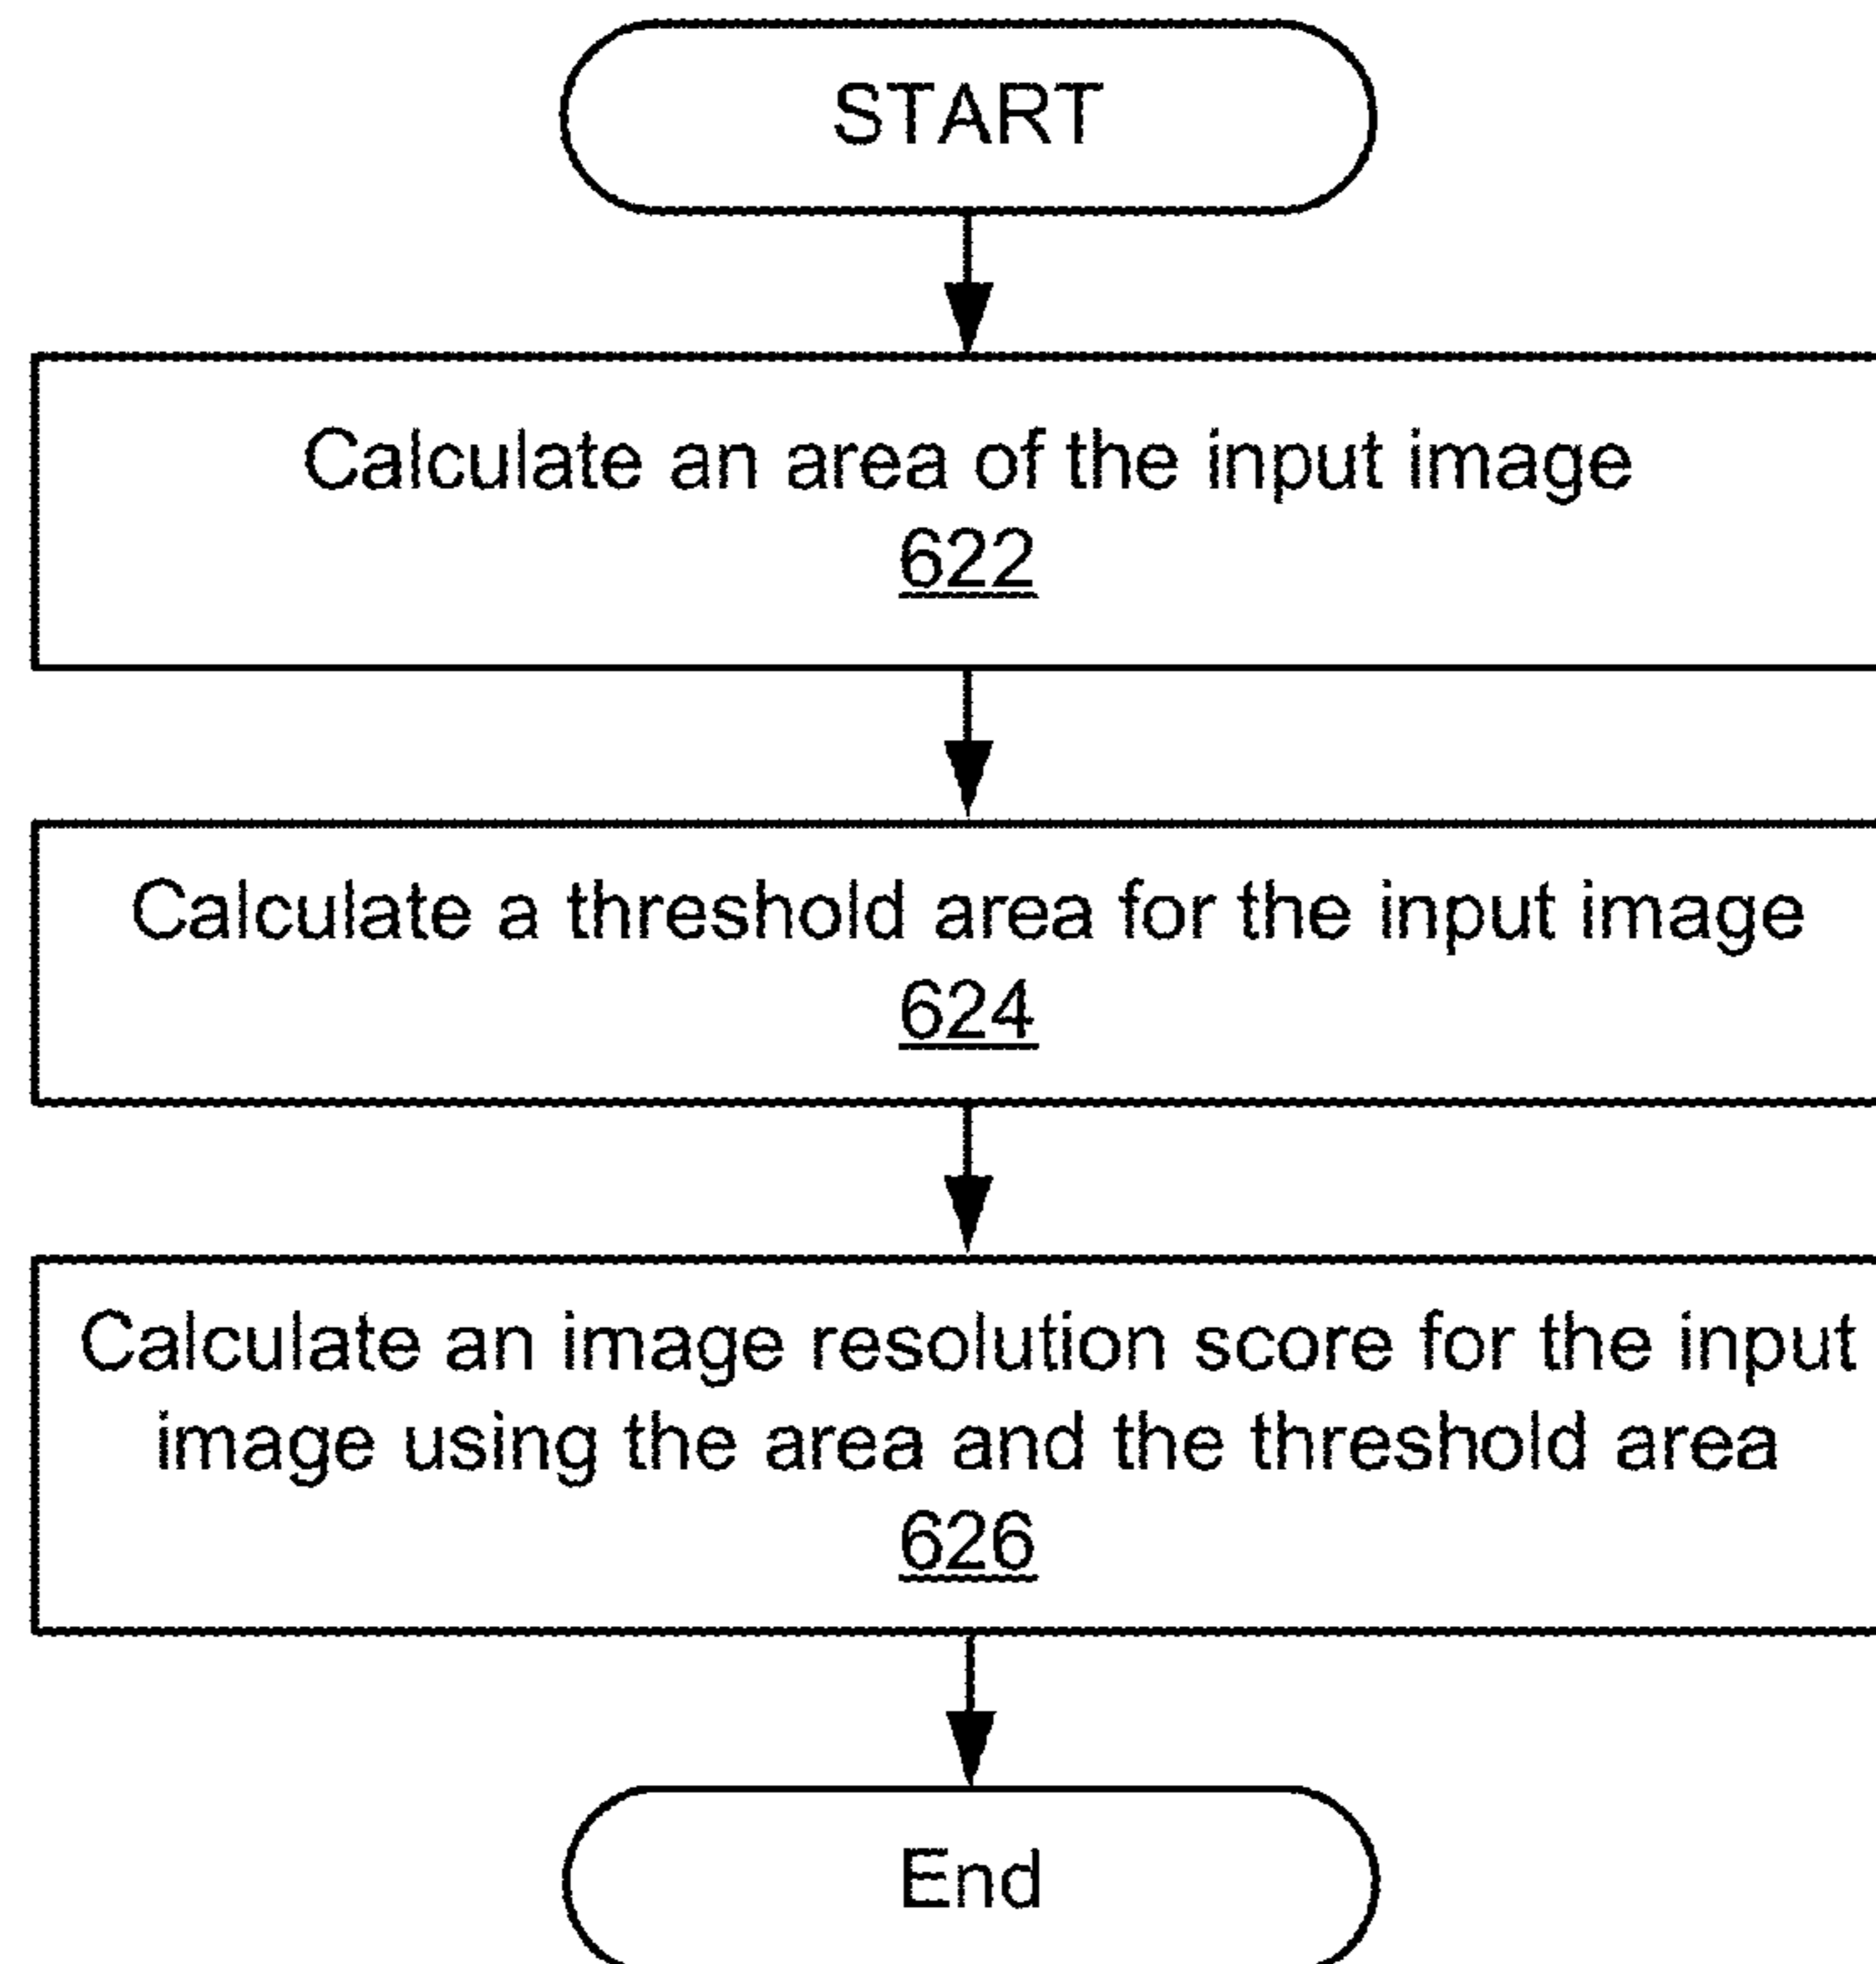 START
Calculate an area of the input image
622
Calculate a threshold area for the input image
624
Calculate an image resolution score for the input
image using the area and the threshold area
626
End